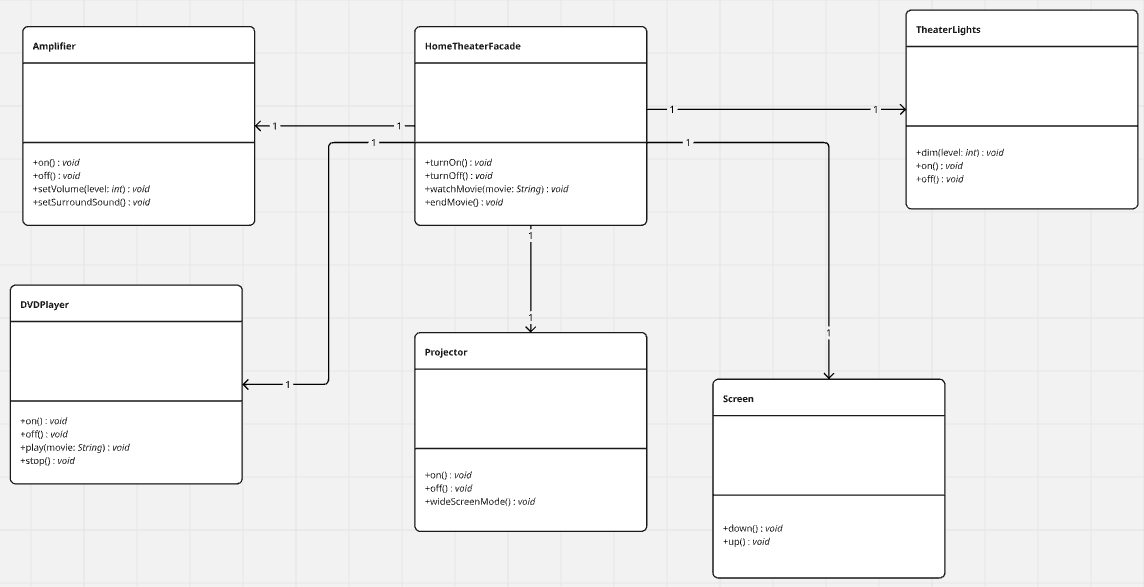 Amplifier
+on() : void
+off() : void
+setVolume(level: int) : void
+setSurroundSound() : void
HomeTheaterFacade
+turnOn() : void
+turnOff() : void
+watchMovie(movie: String) : void
+endMovie() : void
TheaterLights
+dim(level: int) : void
+on() : void
+off() : void
1
1
1
1
1
1
1
1
1
1
DVDPlayer
+on() : void
+off() : void
+play(movie: String) : void
+stop() : void
Projector
+on() : void
+off() : void
+wideScreenMode() : void
Screen
+down() : void
+up() : void